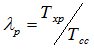 λp = Txp/Tcc